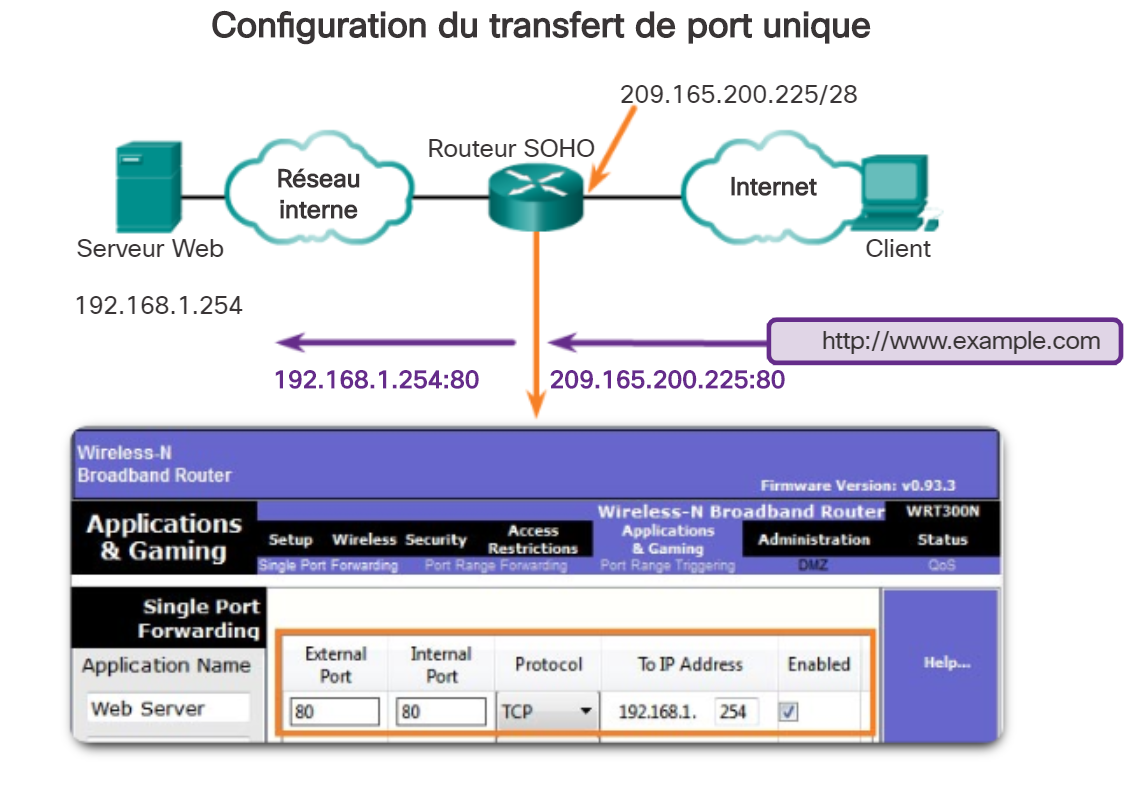 Configuration du transfert de port unique
209.165.200.225/28
Routeur SOHO
Réseau
interne
Internet
Serveur Web
Client
192.168.1.254
http://www.example.com
192.168.1.254:80
209.165.200.225:80
Wireless-N
Broadband Router
Firmware Version: v0.93.3
Applications
& Gaming
Wireless-N Broadband Router
WRT300N
Setup
Wireless
Security
Access
Restrictions
Applications
& Gaming
Administration
Status
Single Port Forwarding
Port Range Forwarding
Port Range Triggering
DMZ
QoS
Single Port
Forwarding
Application Name
External
Port
Internal
Port
Protocol
To IP Address
Enabled
Help...
Web Server
80
80
TCP
192.168.1.
254